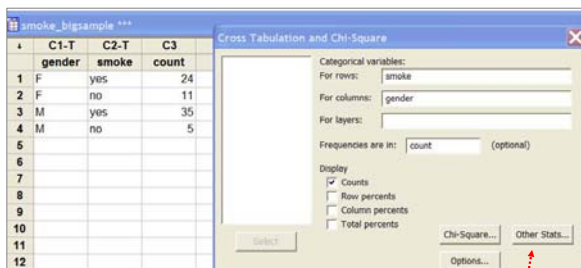 smoke_bigsample ***
↓ C1-T C2-T C3
gender smoke count
1 F yes 24
2 F no 11
3 M yes 35
4 M no 5
5
6
7
8
9
10
11
12
Cross Tabulation and Chi-Square
Categorical variables:
For rows: smoke
For columns: gender
For layers:
Frequencies are in: count (optional)
Display
Counts
Row percents
Column percents
Total percents
Select
Chi-Square... Other Stats...
Options...